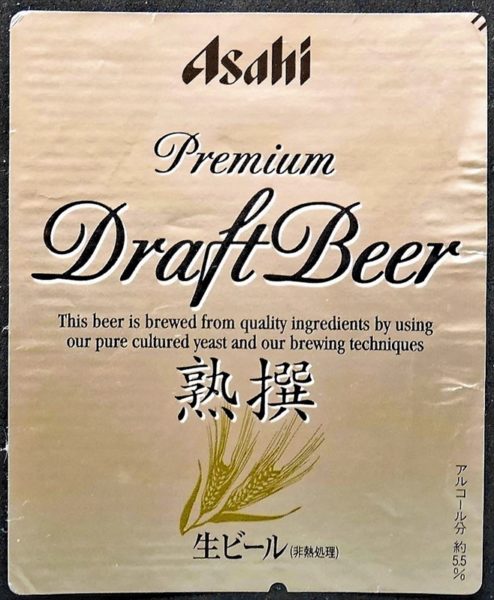 Asahi
Premium
Draft Beer
This beer is brewed from quality ingredients by using
our pure cultured yeast and our brewing techniques
熟撰
生ビール(非熱処理)
アルコール分 約5.5%